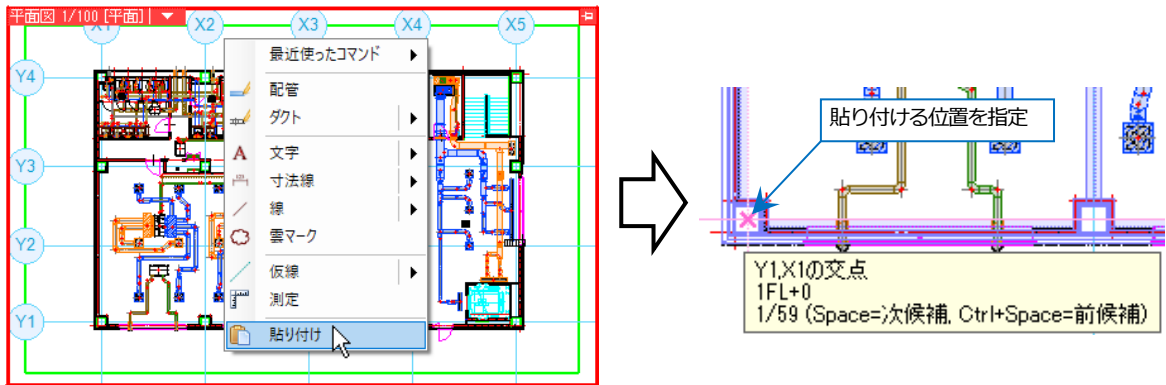 平面図 1/100 [平面]
X1
X2
X3
X4
X5
Y4
Y3
Y2
Y1
最近使ったコマンド
配管
ダクト
A
文字
寸法線
線
雲マーク
仮線
測定
貼り付け
貼り付ける位置を指定
Y1,X1の交点
1FL+0
1/59 (Space=次候補, Ctrl+Space=前候補)